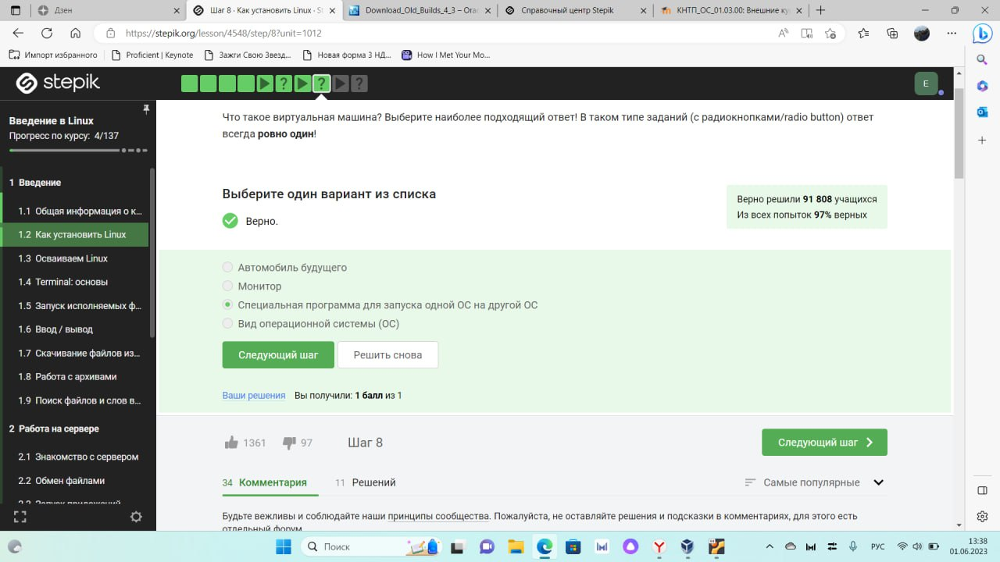 Дзен
Шаг 8 · Как установить Linux · St
Download_Old_Builds_4_3 – Orac
Справочный центр Stepik
КНТП_ОС_01.03.00: Внешние ку
https://stepik.org/lesson/4548/step/8?unit=1012
Импорт избранного
Proficient | Keynote
Зажги Свою Звезд...
Новая форма 3 НД...
How I Met Your Mo...
stepik
? ? ?
E
Введение в Linux
Прогресс по курсу: 4/137
1 Введение
1.1 Общая информация о к...
1.2 Как установить Linux
1.3 Осваиваем Linux
1.4 Terminal: основы
1.5 Запуск исполняемых ф...
1.6 Ввод / вывод
1.7 Скачивание файлов из...
1.8 Работа с архивами
1.9 Поиск файлов и слов в...
2 Работа на сервере
2.1 Знакомство с сервером
2.2 Обмен файлами
2.3 Запуск приложений
Что такое виртуальная машина? Выберите наиболее подходящий ответ! В таком типе заданий (с радиокнопками/radio button) ответ
всегда ровно один!
Выберите один вариант из списка
Верно решили 91 808 учащихся
Из всех попыток 97% верных
Верно.
Автомобиль будущего
Монитор
Специальная программа для запуска одной ОС на другой ОС
Вид операционной системы (ОС)
Следующий шаг
Решить снова
Ваши решения Вы получили: 1 балл из 1
1361 97 Шаг 8
Следующий шаг
34 Комментария 11 Решений
Самые популярные
Будьте вежливы и соблюдайте наши принципы сообщества. Пожалуйста, не оставляйте решения и подсказки в комментариях, для этого есть
отдельный форум.
Поиск
РУС
13:38
01.06.2023